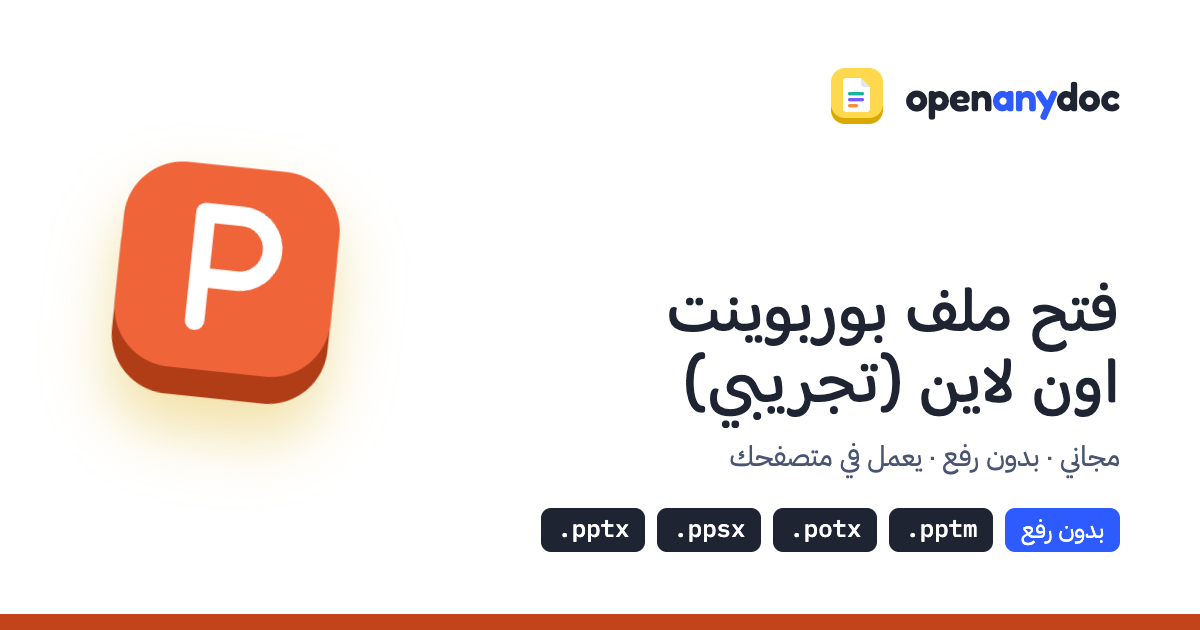 openanydoc
P
فتح ملف بوربوينت
اون لاين (تجريبي)
مجاني · بدون رفع · يعمل في متصفحك
بدون رفع .pptm .potx .ppsx .pptx